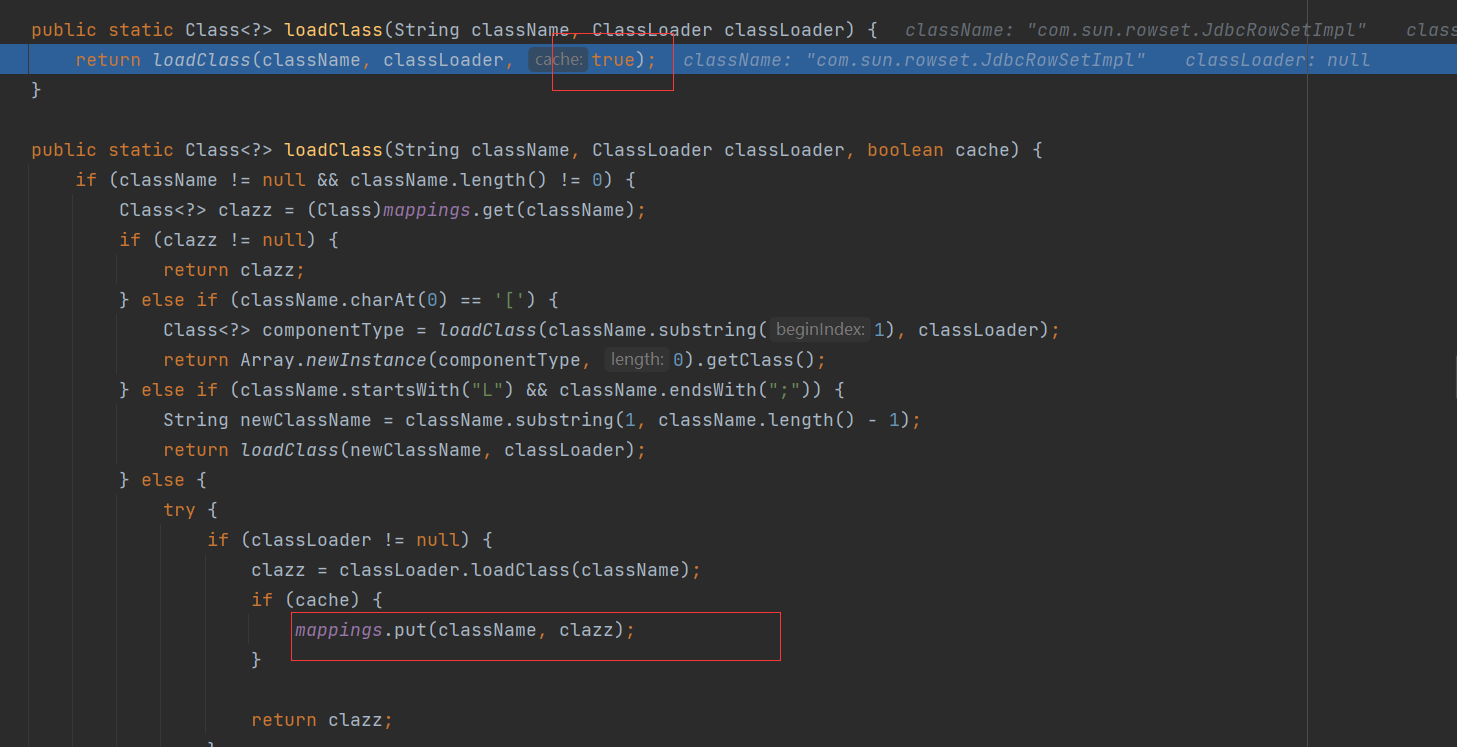 public static Class<?> loadClass(String className, ClassLoader classLoader) { className: "com.sun.rowset.JdbcRowSetImpl" class
return loadClass(className, classLoader, cache: true); className: "com.sun.rowset.JdbcRowSetImpl" classLoader: null
}
public static Class<?> loadClass(String className, ClassLoader classLoader, boolean cache) {
if (className != null && className.length() != 0) {
Class<?> clazz = (Class)mappings.get(className);
if (clazz != null) {
return clazz;
} else if (className.charAt(0) == '[') {
Class<?> componentType = loadClass(className.substring( beginIndex: 1), classLoader);
return Array.newInstance(componentType, length: 0).getClass();
} else if (className.startsWith("L") && className.endsWith(";")) {
String newClassName = className.substring(1, className.length() - 1);
return loadClass(newClassName, classLoader);
} else {
try {
if (classLoader != null) {
clazz = classLoader.loadClass(className);
if (cache) {
mappings.put(className, clazz);
}
return clazz;
}